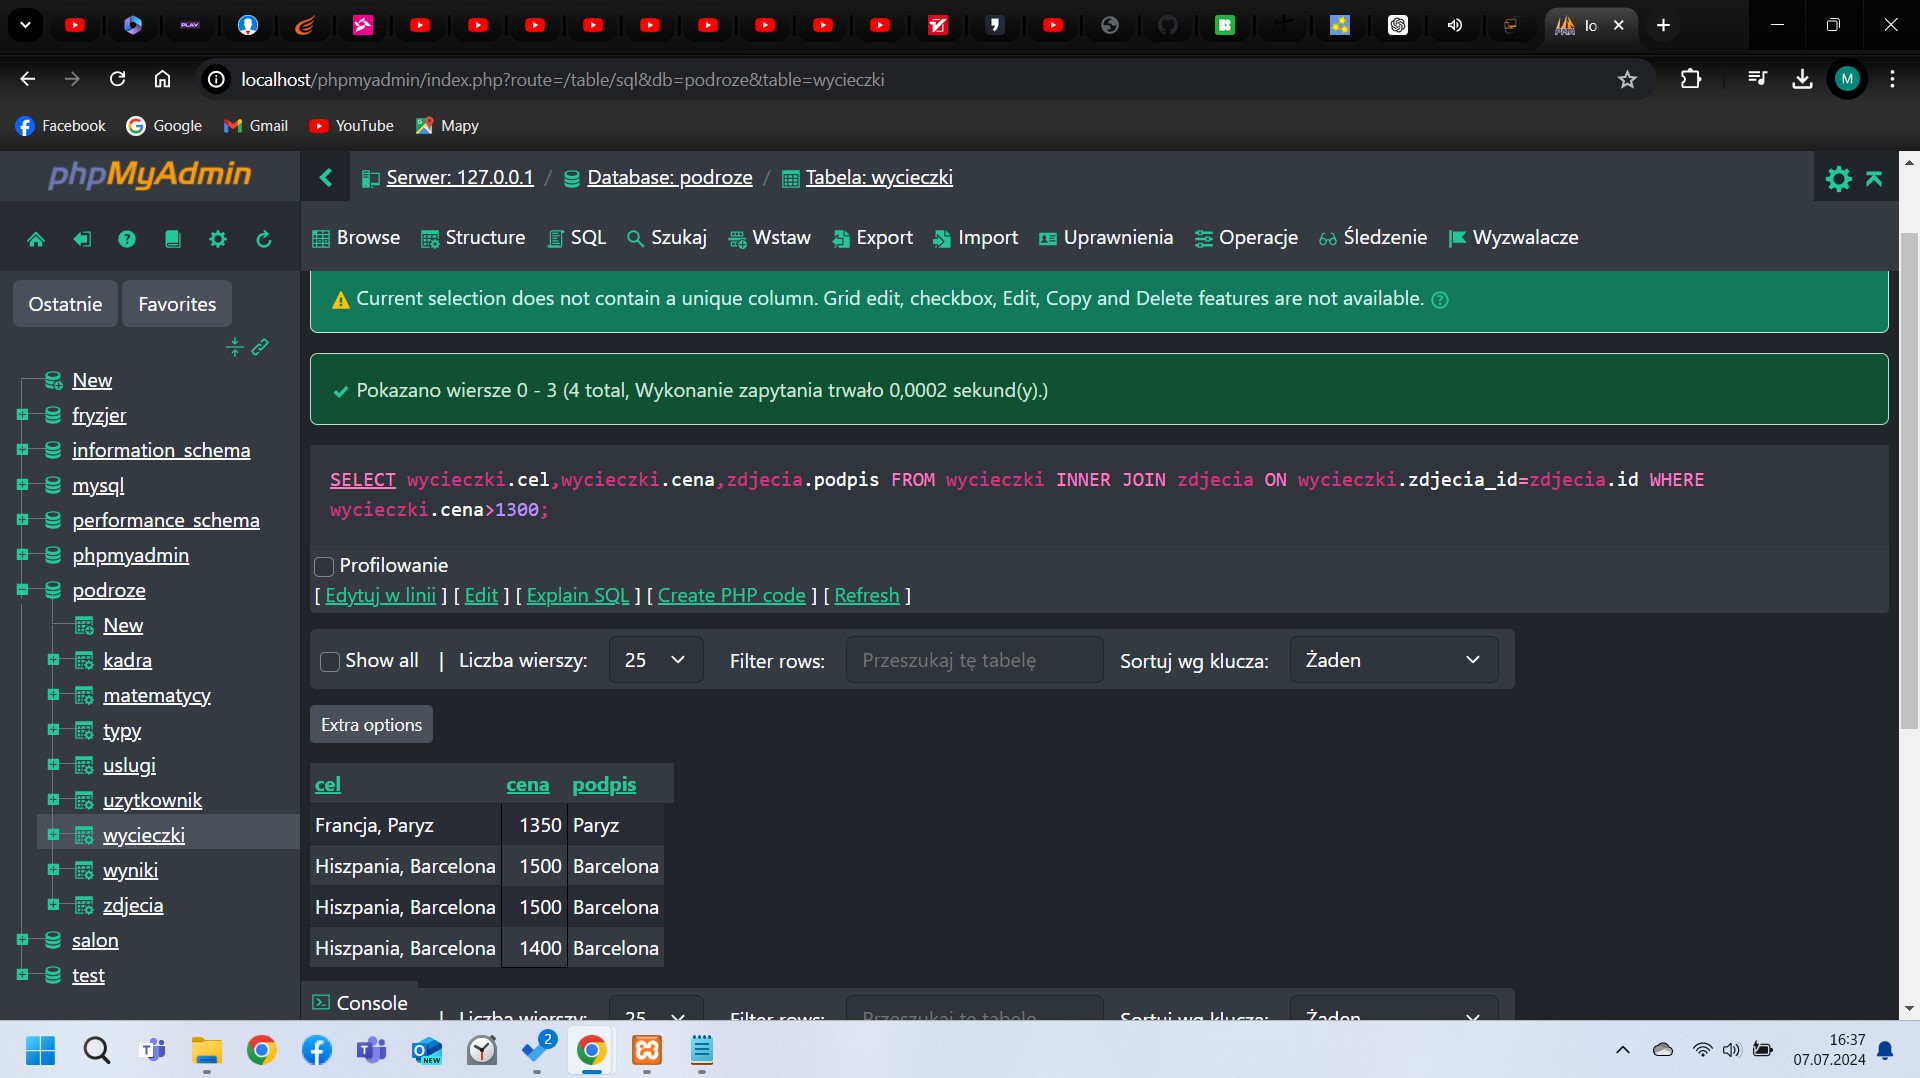 lo
localhost/phpmyadmin/index.php?route=/table/sql&db=podroze&table=wycieczki
M
Facebook
Google
Gmail
YouTube
Mapy
phpMyAdmin
Serwer: 127.0.0.1 / Database: podroze / Tabela: wycieczki
Browse
Structure
SQL
Szukaj
Wstaw
Export
Import
Uprawnienia
Operacje
Śledzenie
Wyzwalacze
Ostatnie
Favorites
New
fryzjer
information_schema
mysql
performance_schema
phpmyadmin
podroze
New
kadra
matematycy
typy
uslugi
uzytkownik
wycieczki
wyniki
zdjecia
salon
test
Current selection does not contain a unique column. Grid edit, checkbox, Edit, Copy and Delete features are not available.
Pokazano wiersze 0 - 3 (4 total, Wykonanie zapytania trwało 0,0002 sekund(y).)
SELECT wycieczki.cel,wycieczki.cena,zdjecia.podpis FROM wycieczki INNER JOIN zdjecia ON wycieczki.zdjecia_id=zdjecia.id WHERE
wycieczki.cena>1300;
Profilowanie
[ Edytuj w linii ] [ Edit ] [ Explain SQL ] [ Create PHP code ] [ Refresh ]
Show all | Liczba wierszy: 25 Filter rows: Przeszukaj tę tabelę Sortuj wg klucza: Żaden
Extra options
cel cena podpis
Francja, Paryz 1350 Paryz
Hiszpania, Barcelona 1500 Barcelona
Hiszpania, Barcelona 1500 Barcelona
Hiszpania, Barcelona 1400 Barcelona
Console
| Liczba wierszy: 25 Filter rows: Przeszukaj tę tabelę Sortuj wg klucza: Żaden
NEW
2
16:37
07.07.2024